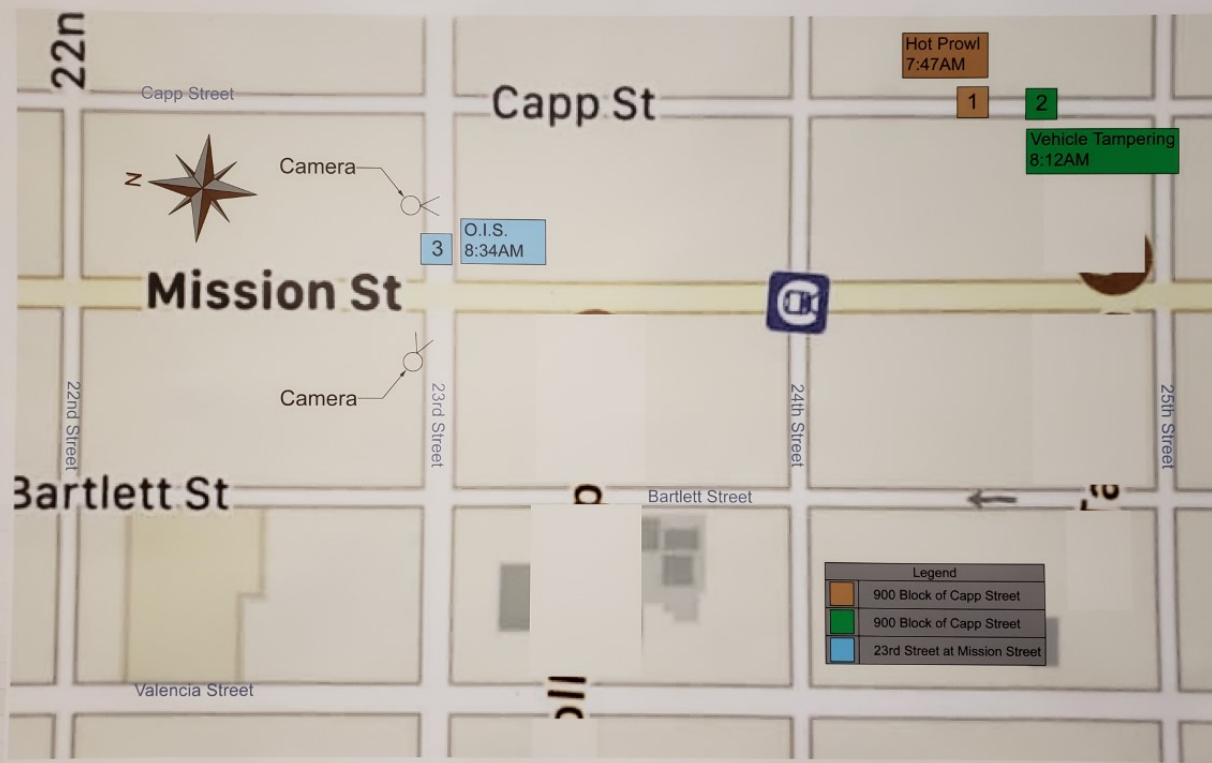 22n
Hot Prowl
7:47AM
Capp Street
Capp St
1
2
Vehicle Tampering
8:12AM
Camera
N
O.I.S.
8:34AM
3
Mission St
Camera
22nd Street
23rd Street
24th Street
25th Street
Bartlett St
Bartlett Street
Legend
900 Block of Capp Street
900 Block of Capp Street
23rd Street at Mission Street
Valencia Street